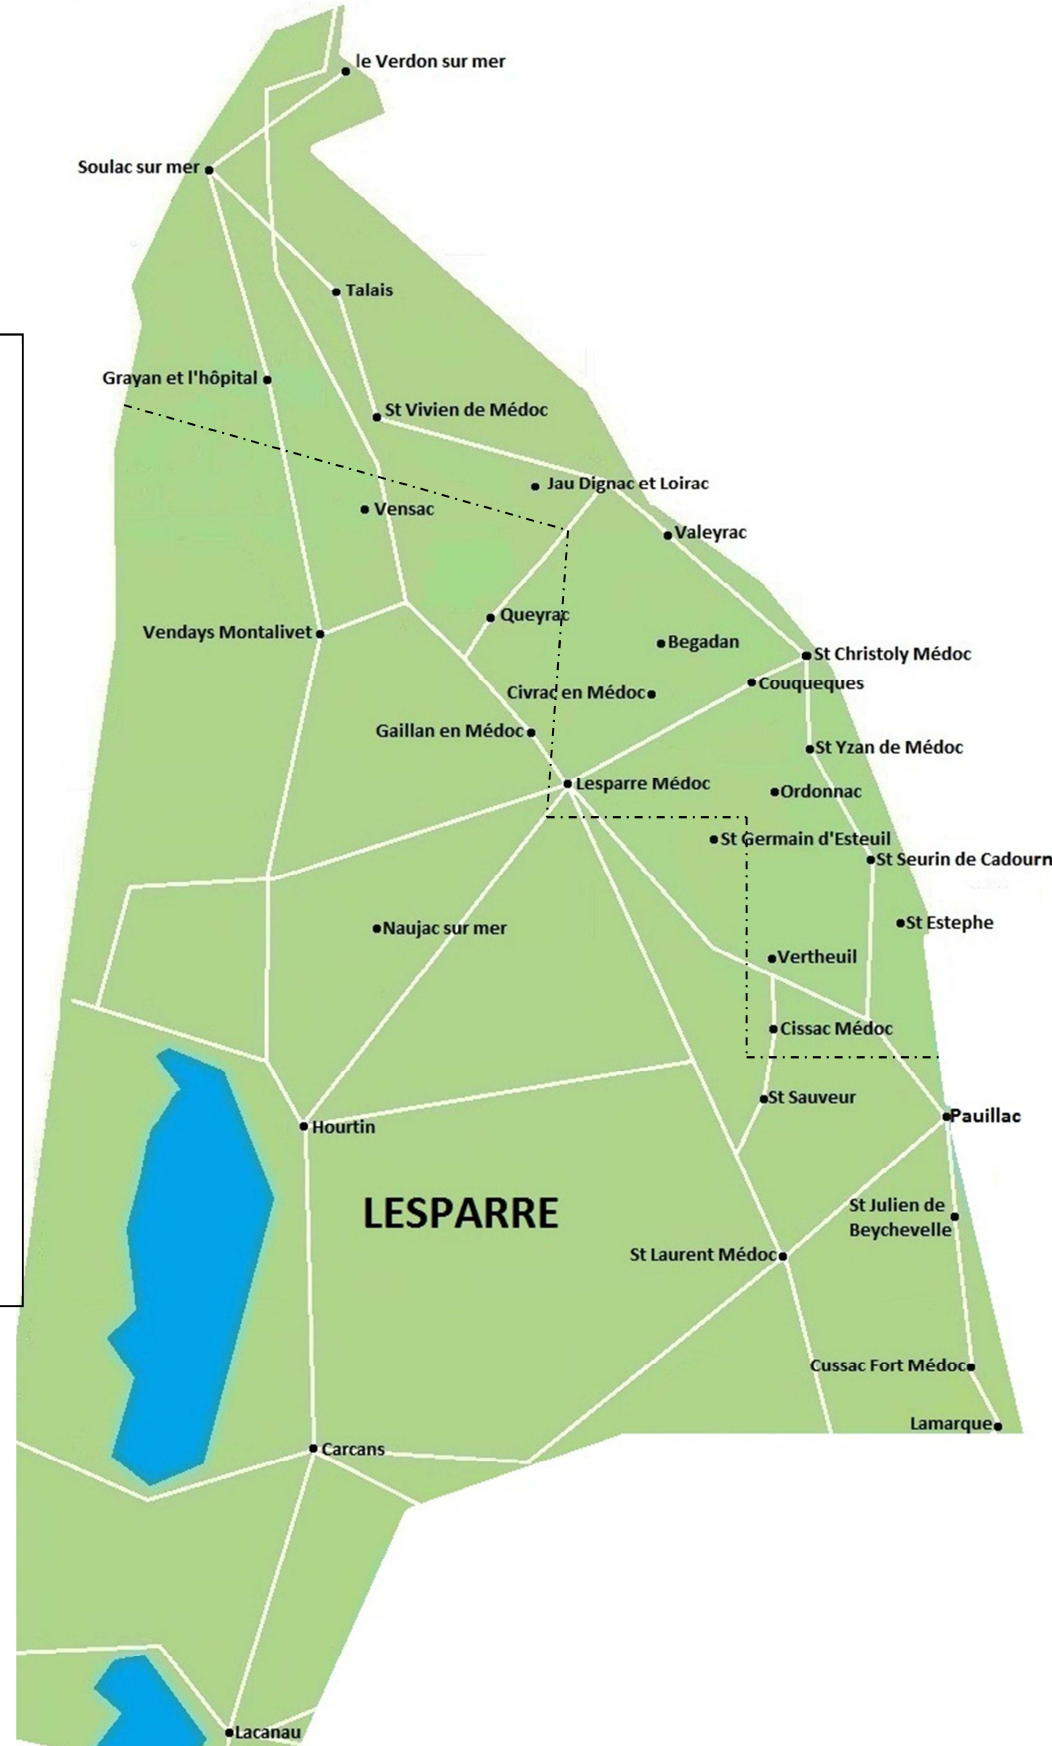 le Verdon sur mer
Soulac sur mer
Talais
Grayan et l'hôpital
St Vivien de Médoc
Jau Dignac et Loirac
Vensac
Valeyrac
Queyrac
Vendays Montalivet
Begadan
St Christoly Médoc
Couqueques
Civrac en Médoc
Gaillan en Médoc
St Yzan de Médoc
Lesparre Médoc
Ordonnac
St Germain d'Esteuil
St Seurin de Cadourn
St Estephe
Naujac sur mer
Vertheuil
Cissac Médoc
St Sauveur
Pauillac
Hourtin
LESPARRE
St Julien de
Beychevelle
St Laurent Médoc
Cussac Fort Médoc
Lamarque
Carcans
Lacanau